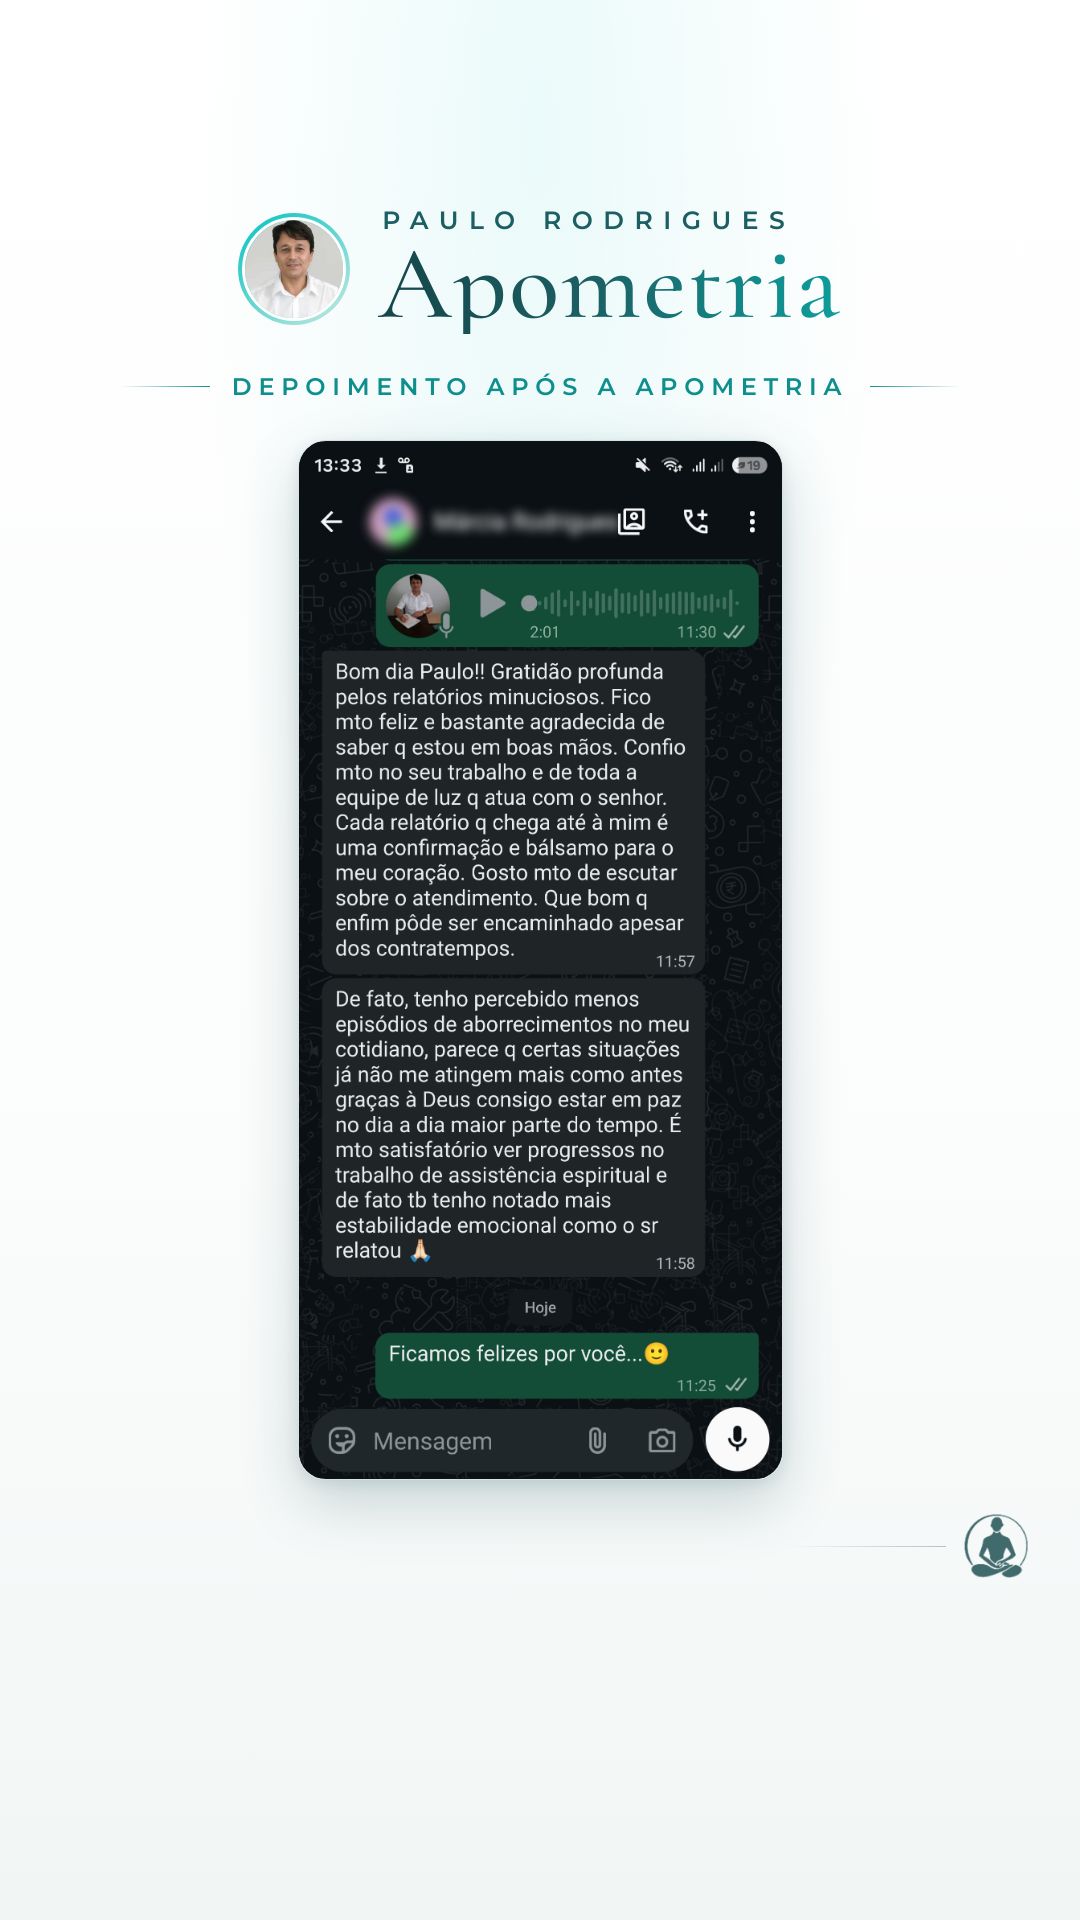 PAULO RODRIGUES
Apometria
DEPOIMENTO APÓS A APOMETRIA
13:33
19
2:01
11:30
Bom dia Paulo!! Gratidão profunda
pelos relatórios minuciosos. Fico
mto feliz e bastante agradecida de
saber q estou em boas mãos. Confio
mto no seu trabalho e de toda a
equipe de luz q atua com o senhor.
Cada relatório q chega até à mim é
uma confirmação e bálsamo para o
meu coração. Gosto mto de escutar
sobre o atendimento. Que bom q
enfim pôde ser encaminhado apesar
dos contratempos.
11:57
De fato, tenho percebido menos
episódios de aborrecimentos no meu
cotidiano, parece q certas situações
já não me atingem mais como antes
graças à Deus consigo estar em paz
no dia a dia maior parte do tempo. É
mto satisfatório ver progressos no
trabalho de assistência espiritual e
de fato tb tenho notado mais
estabilidade emocional como o sr
relatou 🙏🏻
11:58
Hoje
Ficamos felizes por você...🙂
11:25
Mensagem